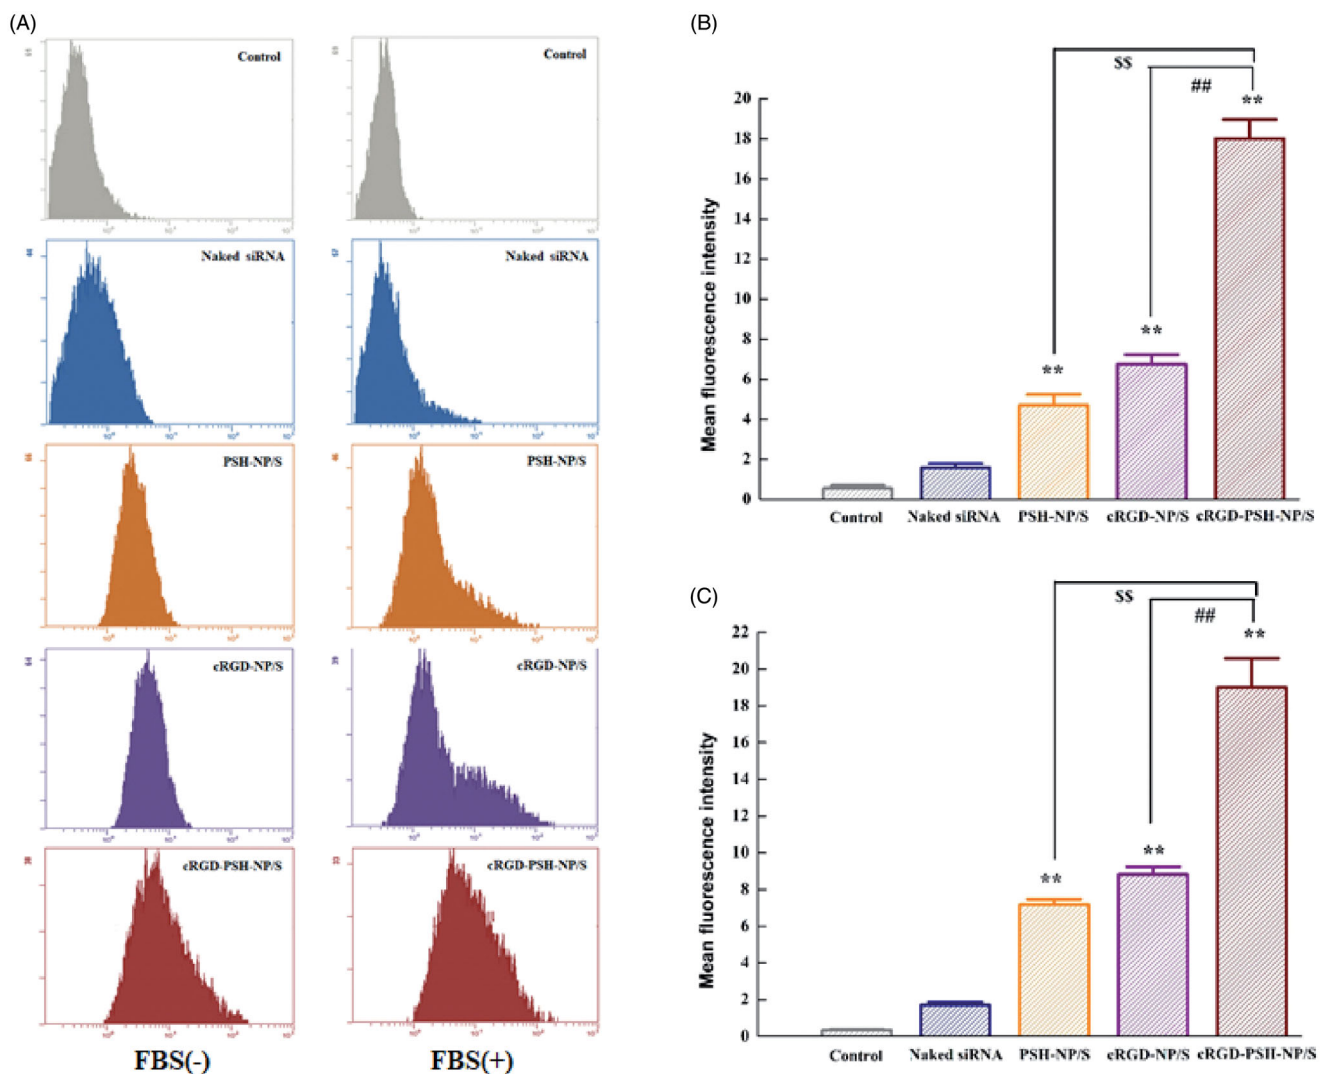 (A)
Control
Control
Naked siRNA
Naked siRNA
PSH-NP/S
PSH-NP/S
cRGD-NP/S
cRGD-NP/S
cRGD-PSH-NP/S
cRGD-PSH-NP/S
FBS(-)
FBS(+)
(B)
$$
##
**
**
**
Mean fluorescence intensity
20
18
16
14
12
10
8
6
4
2
0
Control Naked siRNA PSH-NP/S cRGD-NP/S cRGD-PSH-NP/S
(C)
$$
##
**
**
**
Mean fluorescence intensity
22
20
18
16
14
12
10
8
6
4
2
0
Control Naked siRNA PSH-NP/S cRGD-NP/S cRGD-PSH-NP/S